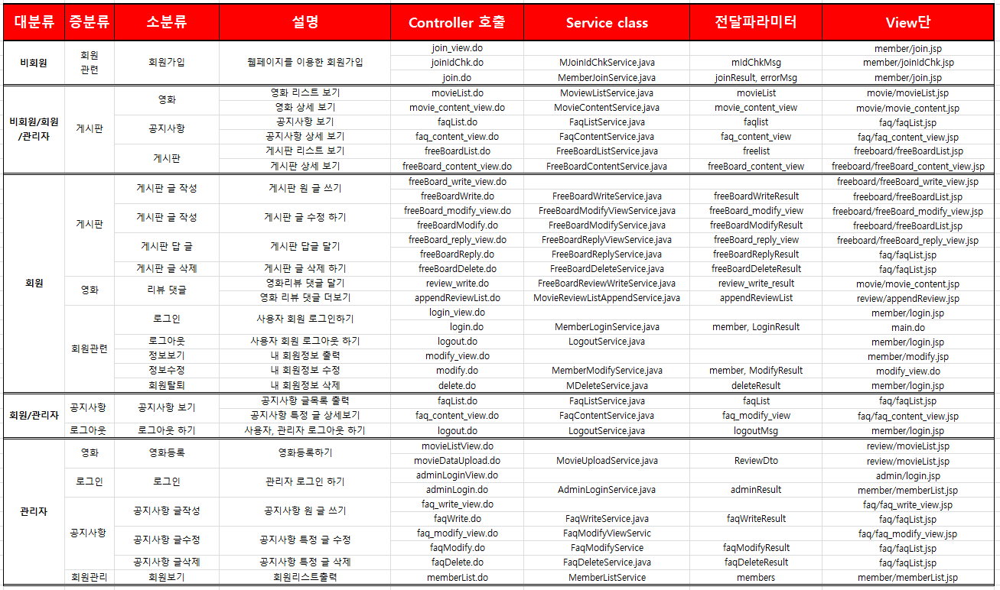 대분류 증분류 소분류 설명 Controller 호출 Service class 전달파라미터 View단
비회원 회원 관련 회원가입 웹페이지를 이용한 회원가입 join_view.do member/join.jsp
joinIdChk.do MJoinIdChkService.java mIdChkMsg member/joinIdChk.jsp
join.do MemberJoinService.java joinResult, errorMsg member/join.jsp
비회원/회원/관리자 게시판 영화 영화 리스트 보기 movieList.do MoviewListService.java movieList movie/movieList.jsp
영화 상세 보기 movie_content_view.do MovieContentService.java movie_content_view movie/movie_content.jsp
공지사항 공지사항 보기 faqList.do FaqListService.java faqlist faq/faqList.jsp
공지사항 상세 보기 faq_content_view.do FaqContentService.java faq_content_view faq/faq_content_view.jsp
게시판 게시판 리스트 보기 freeBoardList.do FreeBoardListService.java freelist freeboard/freeBoardList.jsp
게시판 상세 보기 freeBoard_content_view.do FreeBoardContentService.java freeBoard_content_view freeboard/freeBoard_content_view.jsp
회원 게시판 게시판 글 작성 게시판 원 글 쓰기 freeBoard_write_view.do freeboard/freeBoard_write_view.jsp
freeBoardWrite.do FreeBoardWriteService.java freeBoardWriteResult freeboard/freeBoardList.jsp
게시판 글 작성 게시판 글 수정 하기 freeBoard_modify_view.do FreeBoardModifyViewService.java freeBoard_modify_view freeboard/freeBoard_modify_view.jsp
freeBoardModify.do FreeBoardModifyService.java freeBoardModifyResult freeboard/freeBoardList.jsp
게시판 답 글 게시판 답글 달기 freeBoard_reply_view.do FreeBoardReplyViewService.java freeBoard_reply_view freeboard/freeBoard_reply_view.jsp
freeBoardReply.do FreeBoardReplyService.java freeBoardReplyResult faq/faqList.jsp
게시판 글 삭제 게시판 글 삭제 하기 freeBoardDelete.do FreeBoardDeleteService.java freeBoardDeleteResult faq/faqList.jsp
영화 리뷰 댓글 영화리뷰 댓글 달기 review_write.do FreeBoardReviewWriteService.java review_write_result movie/movie_content.jsp
영화 리뷰 댓글 더보기 appendReviewList.do MovieReviewListAppendService.java appendReviewList review/appendReview.jsp
회원관련 로그인 사용자 회원 로그인하기 login_view.do member/login.jsp
login.do MemberLoginService.java member, LoginResult main.do
로그아웃 사용자 회원 로그아웃 하기 logout.do LogoutService.java member/login.jsp
정보보기 내 회원정보 출력 modify_view.do member/modify.jsp
정보수정 내 회원정보 수정 modify.do MemberModifyService.java member, ModifyResult modify_view.do
회원탈퇴 내 회원정보 삭제 delete.do MDeleteService.java deleteResult member/login.jsp
회원/관리자 공지사항 공지사항 보기 공지사항 글목록 출력 faqList.do FaqListService.java faqList faq/faqList.jsp
공지사항 특정 글 상세보기 faq_content_view.do FaqContentService.java faq_modify_view faq/faq_content_view.jsp
로그아웃 로그아웃 하기 사용자, 관리자 로그아웃 하기 logout.do LogoutService.java logoutMsg member/login.jsp
관리자 영화 영화등록 영화등록하기 movieListView.do review/movieList.jsp
movieDataUpload.do MovieUploadService.java ReviewDto review/movieList.jsp
로그인 로그인 관리자 로그인 하기 adminLoginView.do admin/login.jsp
adminLogin.do AdminLoginService.java adminResult member/memberList.jsp
공지사항 공지사항 글작성 공지사항 원 글 쓰기 faq_write_view.do faq/faq_write_view.jsp
faqWrite.do FaqWriteService.java faqWriteResult faq/faqList.jsp
공지사항 글수정 공지사항 특정 글 수정 faq_modify_view.do FaqModifyViewServic faq/faq_modify_view.jsp
faqModify.do FaqModifyService faqModifyResult faq/faqList.jsp
공지사항 글삭제 공지사항 특정 글 삭제 faqDelete.do FaqDeleteService.java faqDeleteResult faq/faqList.jsp
회원관리 회원보기 회원리스트출력 memberList.do MemberListService members member/memberList.jsp